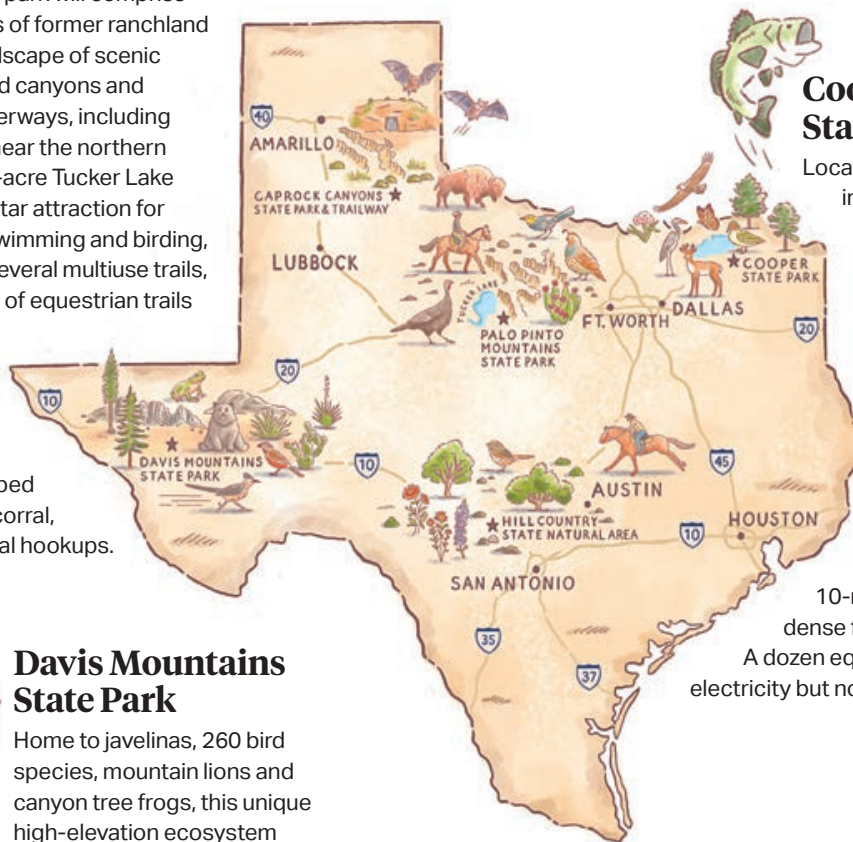 park will comprise
s of former ranchland
dscape of scenic
d canyons and
erways, including
near the northern
-acre Tucker Lake
tar attraction for
wimming and birding,
everal multiuse trails,
of equestrian trails
ped
corral,
al hookups.
Coo
Sta
Loca
in
40
AMARILLO
CAPROCK CANYONS
STATE PARK & TRAILWAY
LUBBOCK
TUCKER LAKE
PALO PINTO
MOUNTAINS
STATE PARK
FT. WORTH
DALLAS
COOPER
STATE PARK
20
20
10
DAVIS MOUNTAINS
STATE PARK
10
45
AUSTIN
HILL COUNTRY
STATE NATURAL AREA
10
HOUSTON
SAN ANTONIO
35
37
10-
dense f
A dozen eq
electricity but no
Davis Mountains
State Park
Home to javelinas, 260 bird
species, mountain lions and
canyon tree frogs, this unique
high-elevation ecosystem